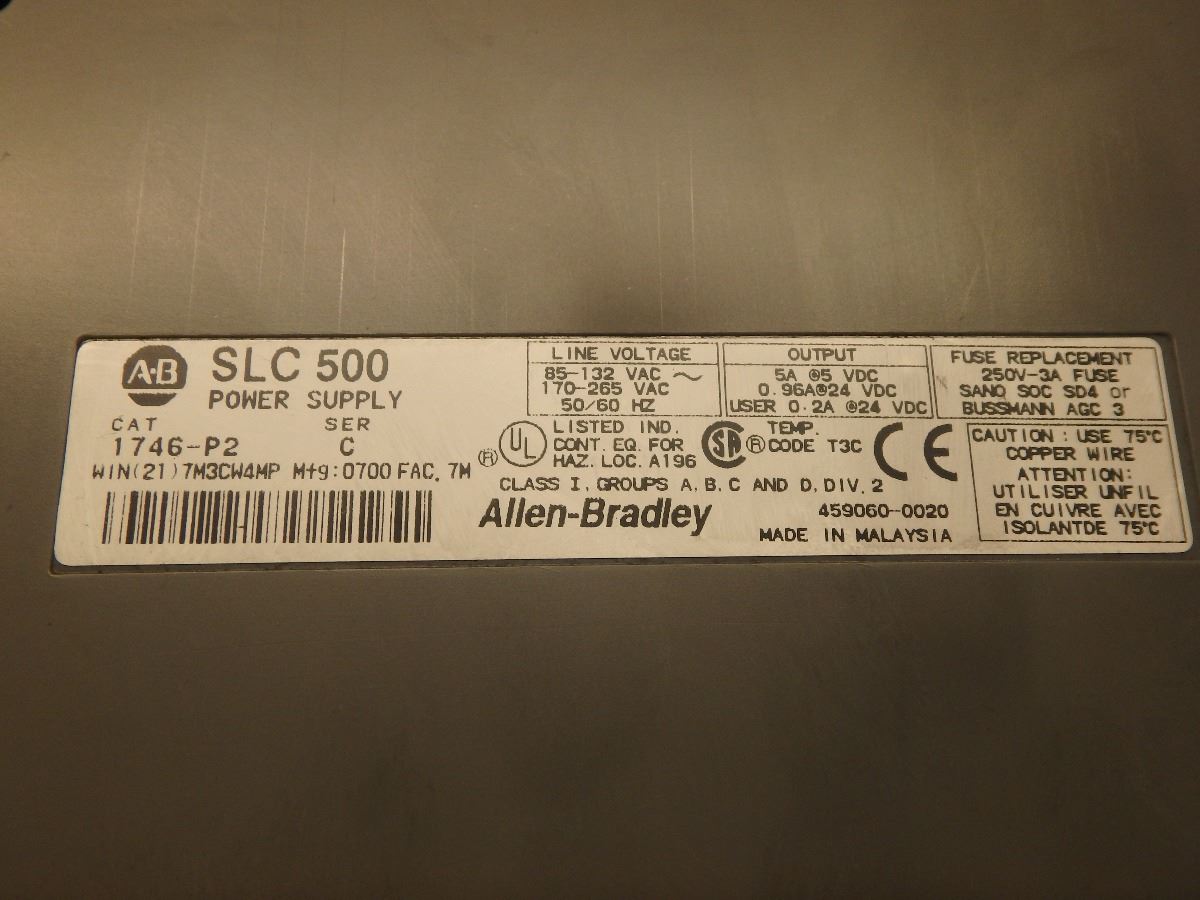 A·B
SLC 500
POWER SUPPLY
CAT SER
1746-P2 C
WIN(21)7M3CW4MP Mfg:0700 FAC. 7M
LINE VOLTAGE
85-132 VAC ~
170-265 VAC
50/60 HZ
OUTPUT
5A @5 VDC
0.96A@24 VDC
USER 0.2A @24 VDC
FUSE REPLACEMENT
250V-3A FUSE
SANO SOC SD4 or
BUSSMANN AGC 3
® UL LISTED IND.
CONT. EQ. FOR
HAZ. LOC. A196
SA ® TEMP.
CODE T3C
CE
CLASS I, GROUPS A, B, C AND D, DIV. 2
Allen-Bradley
459060-0020
MADE IN MALAYSIA
CAUTION : USE 75°C
COPPER WIRE
ATTENTION:
UTILISER UNFIL
EN CUIVRE AVEC
ISOLANTDE 75°C